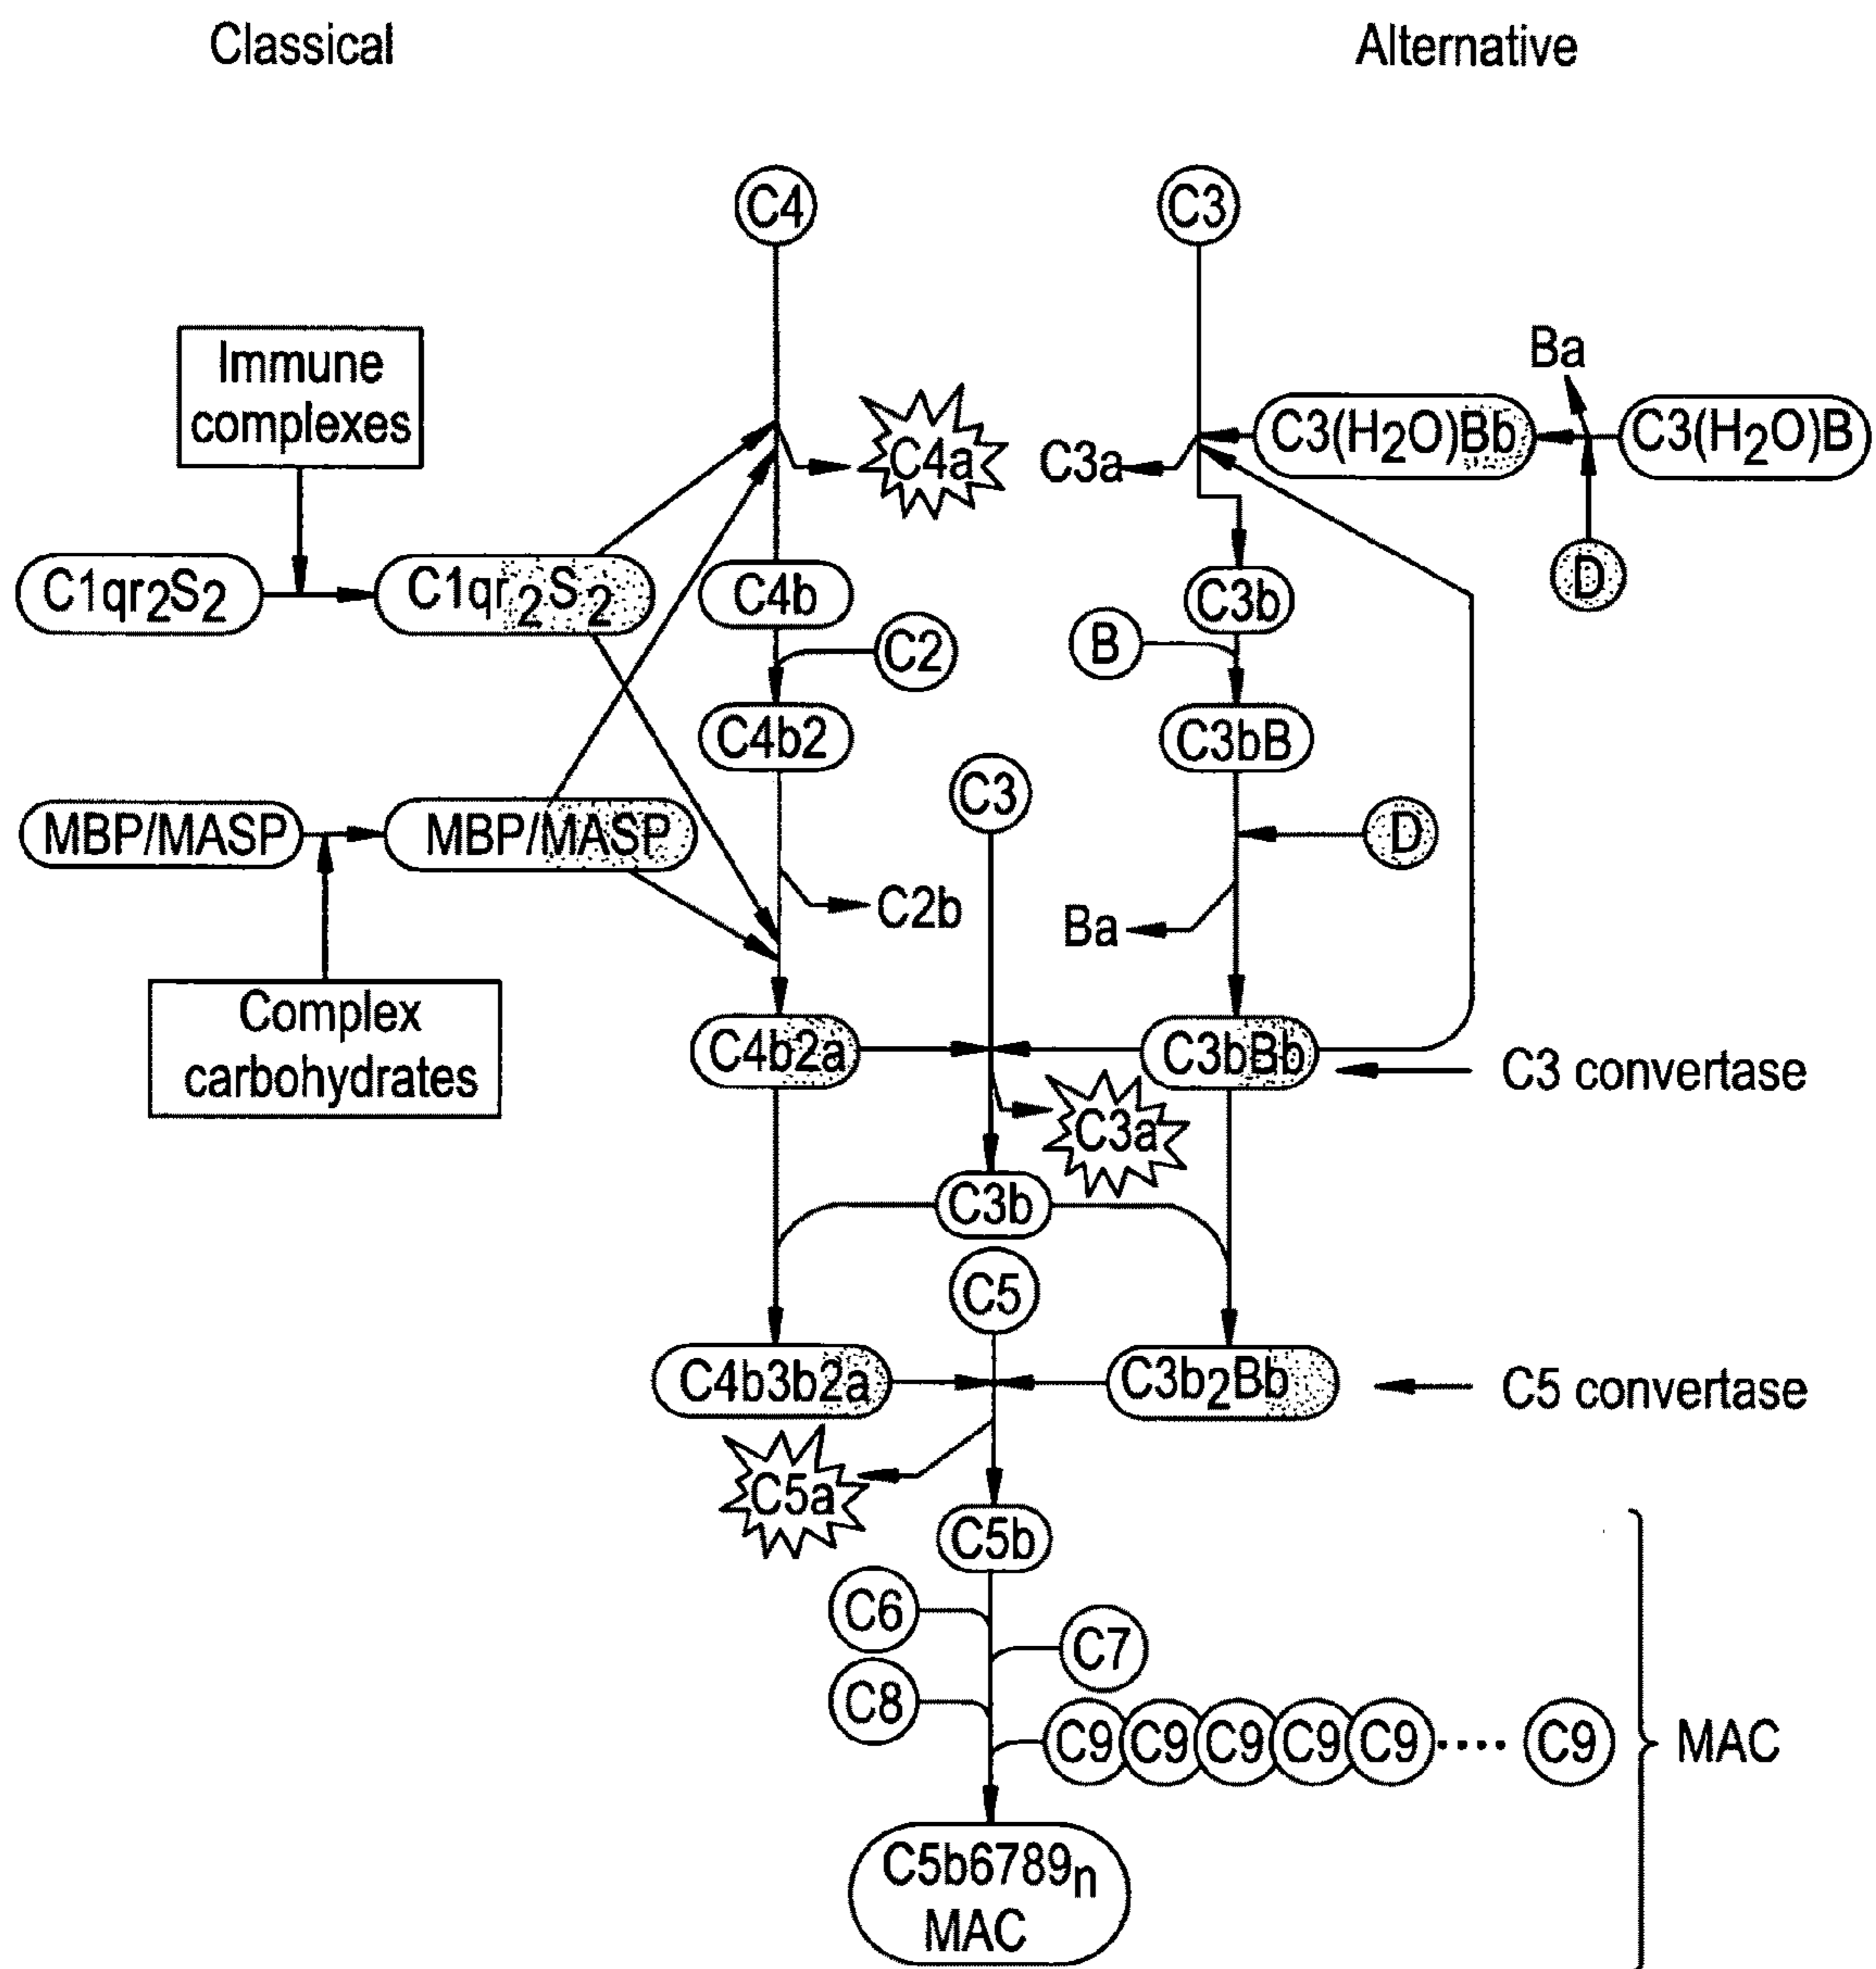 Classical
Alternative
C4
C3
Immune
complexes
Ba
C4a
C3a
C3(H2O)Bb
C3(H2O)B
C1qr2S2
C1qr2S2
C4b
C3b
D
C2
B
C4b2
C3bB
C3
MBP/MASP
MBP/MASP
D
C2b
Ba
Complex
carbohydrates
C4b2a
C3bBb
C3 convertase
C3a
C3b
C5
C4b3b2a
C3b2Bb
C5 convertase
C5a
C5b
C6
C7
C8
C9 C9 C9 C9 C9 .... C9
MAC
C5b6789n
MAC